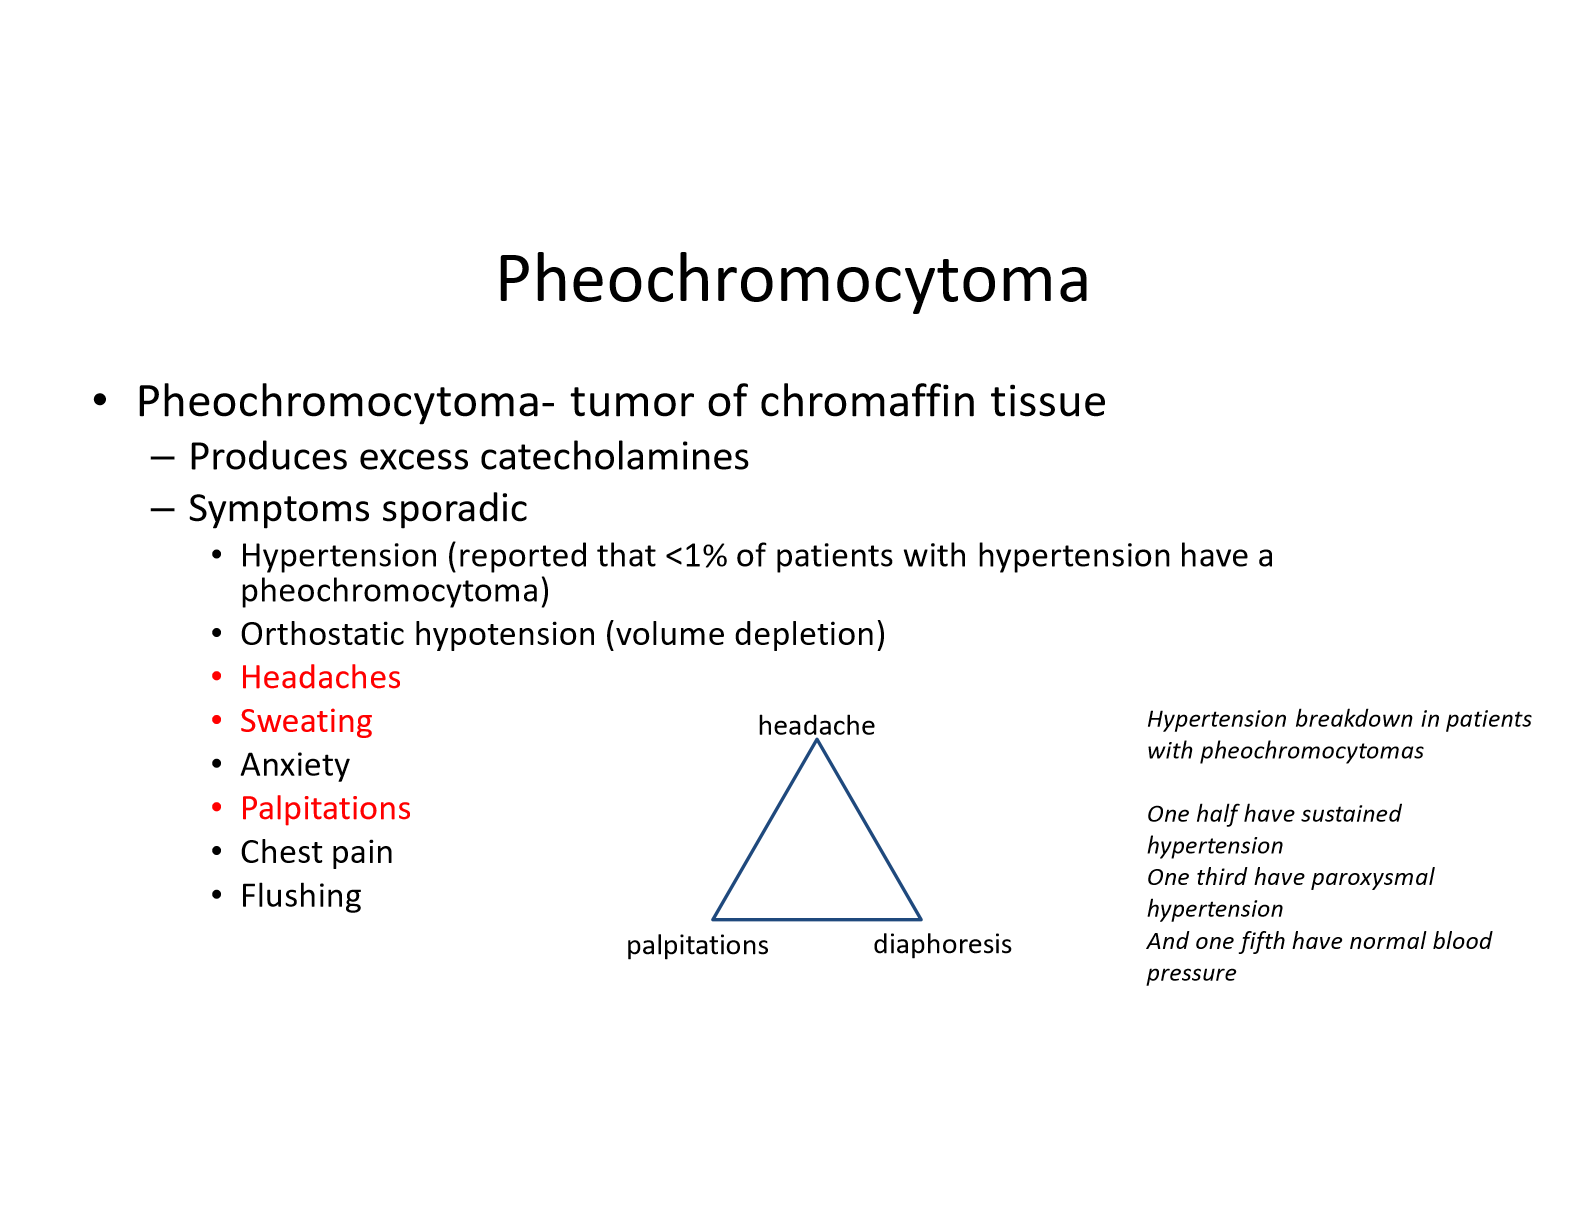 Pheochromocytoma
• Pheochromocytoma- tumor of chromaffin tissue
– Produces excess catecholamines
– Symptoms sporadic
• Hypertension (reported that <1% of patients with hypertension have a
pheochromocytoma)
• Orthostatic hypotension (volume depletion)
• Headaches
• Sweating
• Anxiety
• Palpitations
• Chest pain
• Flushing
headache
palpitations
diaphoresis
Hypertension breakdown in patients
with pheochromocytomas
One half have sustained
hypertension
One third have paroxysmal
hypertension
And one fifth have normal blood
pressure